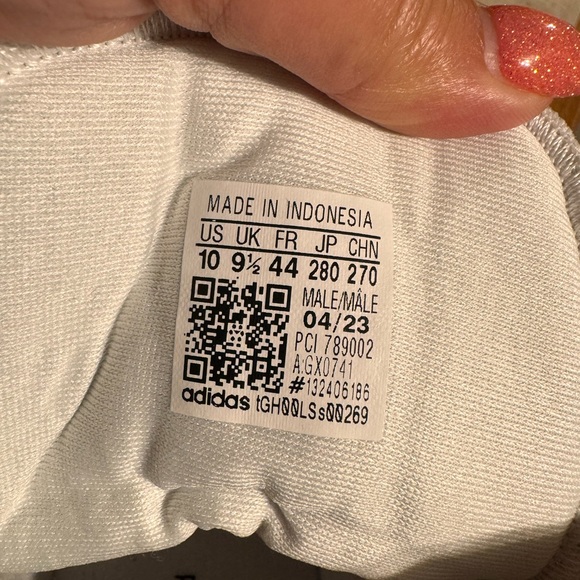 MADE IN INDONESIA
US UK FR JP CHN
10 9½ 44 280 270
MALE/MÂLE
04/23
PCI 789002
A:GX0741
#132406186
adidas tGH00LSs00269